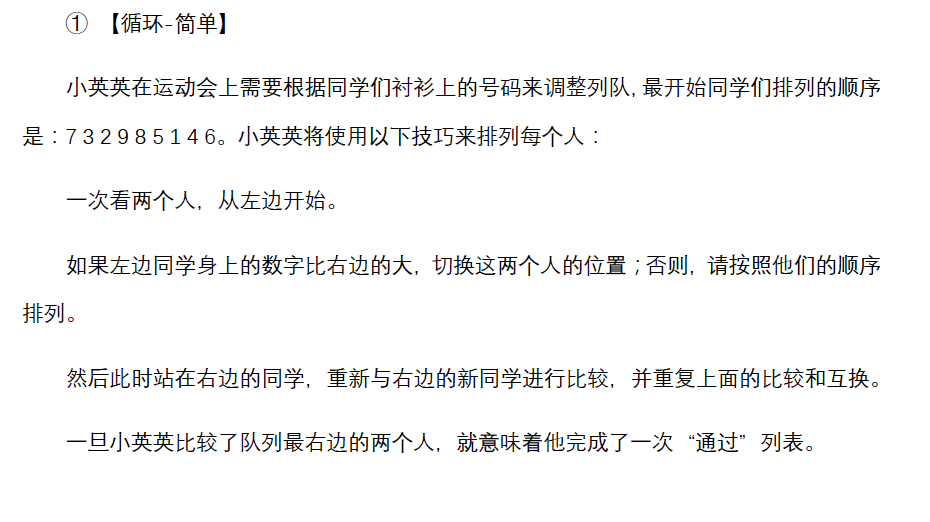 ① 【循环-简单】
小英英在运动会上需要根据同学们衬衫上的号码来调整列队，最开始同学们排列的顺序
是：7 3 2 9 8 5 1 4 6。小英英将使用以下技巧来排列每个人：
一次看两个人，从左边开始。
如果左边同学身上的数字比右边的大，切换这两个人的位置；否则，请按照他们的顺序
排列。
然后此时站在右边的同学，重新与右边的新同学进行比较，并重复上面的比较和互换。
一旦小英英比较了队列最右边的两个人，就意味着他完成了一次“通过”列表。